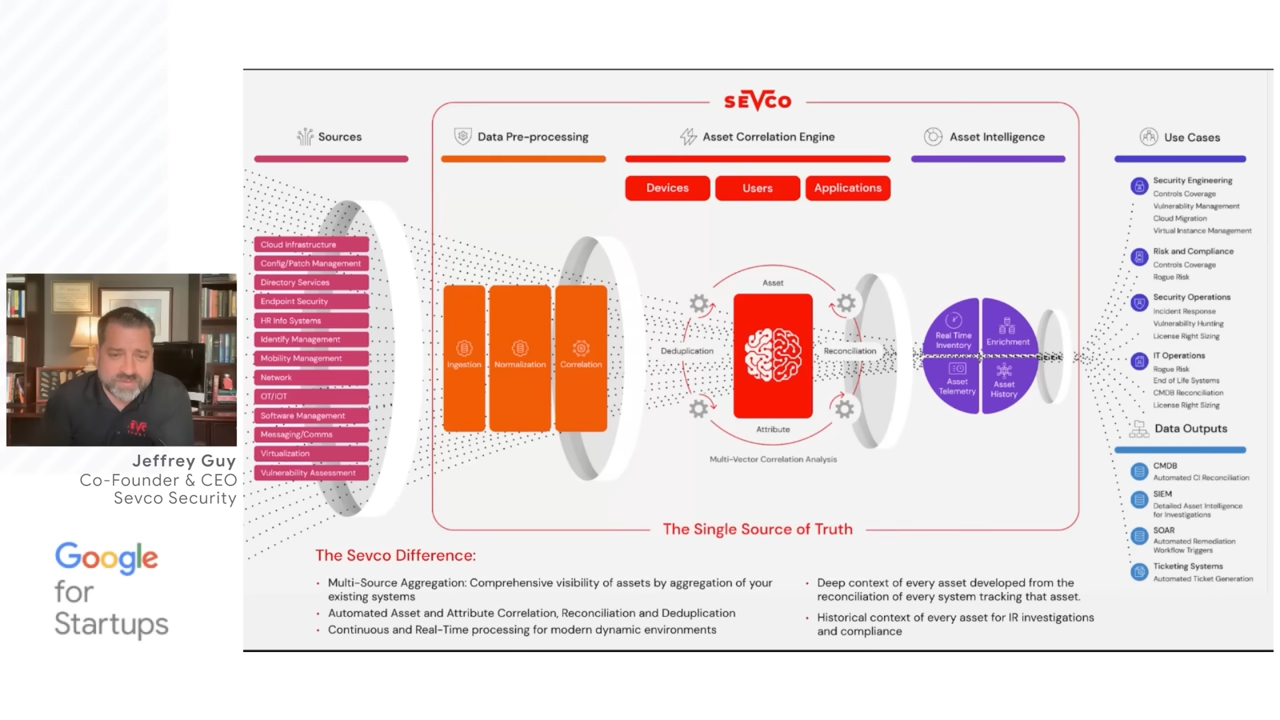 SEVCO
Sources
Data Pre-processing
Asset Correlation Engine
Asset Intelligence
Use Cases
Devices
Users
Applications
Cloud Infrastructure
Config/Patch Management
Directory Services
Endpoint Security
HR Info Systems
Identify Management
Mobility Management
Network
OT/IOT
Software Management
Messaging/Comms
Virtualization
Vulnerability Assessment
Ingestion
Normalization
Correlation
Asset
Deduplication
Reconciliation
Attribute
Multi-Vector Correlation Analysis
Real Time
Inventory
Enrichment
Asset
Telemetry
Asset
History
Security Engineering
Controls Coverage
Vulnerablity Management
Cloud Migration
Virtual Instance Management
Risk and Compliance
Controls Coverage
Rogue Risk
Security Operations
Incident Response
Vulnerability Hunting
License Right Sizing
IT Operations
Rogue Risk
End of Life Systems
CMDB Reconciliation
License Right Sizing
Data Outputs
CMDB
Automated CI Reconciliation
SIEM
Detailed Asset Intelligence
for Investigations
SOAR
Automated Remediation
Workflow Triggers
Ticketing Systems
Automated Ticket Generation
The Single Source of Truth
The Sevco Difference:
• Multi-Source Aggregation: Comprehensive visibility of assets by aggregation of your
existing systems
• Automated Asset and Attribute Correlation, Reconciliation and Deduplication
• Continuous and Real-Time processing for modern dynamic environments
• Deep context of every asset developed from the
reconciliation of every system tracking that asset.
• Historical context of every asset for IR investigations
and compliance
Jeffrey Guy
Co-Founder & CEO
Sevco Security
Google
for
Startups